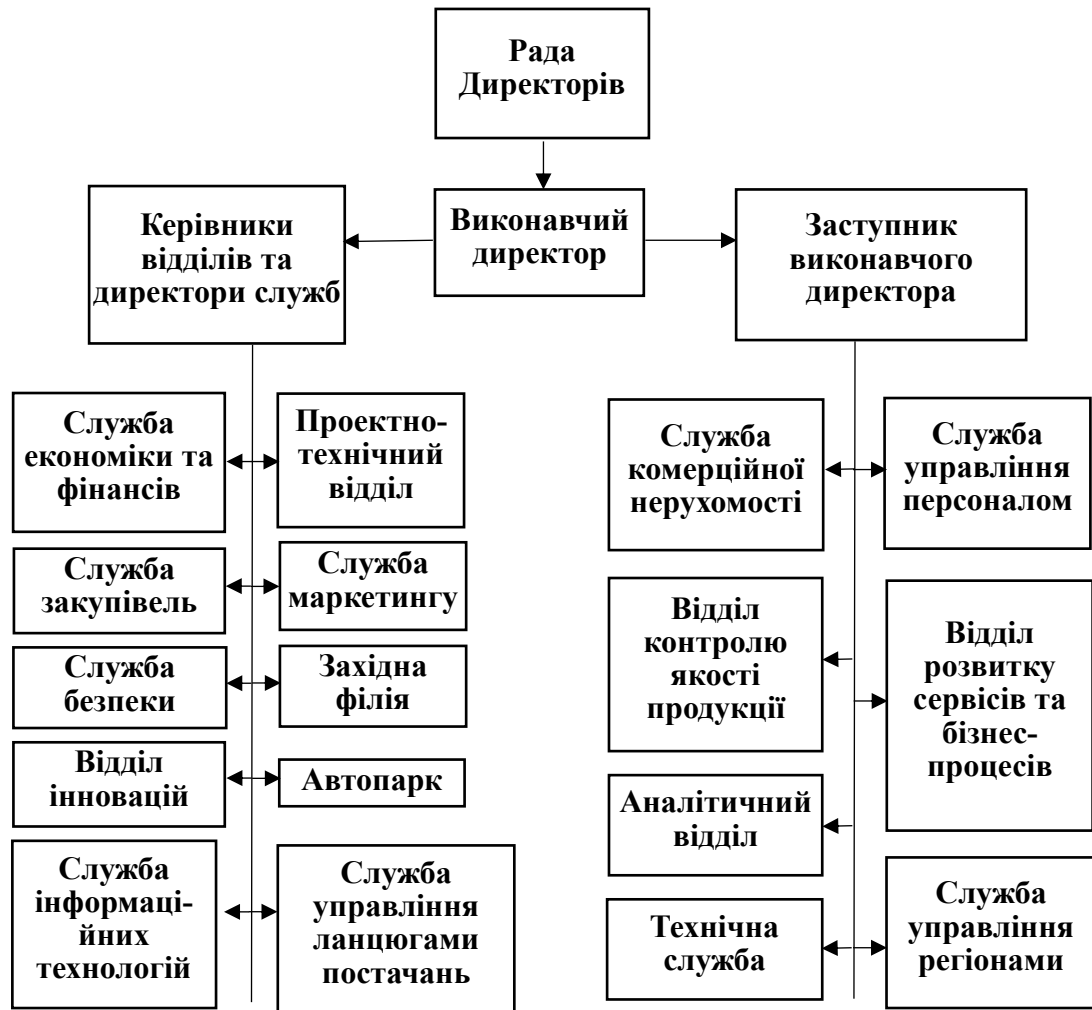 Рада
Директорів
Керівники
відділів та
директори служб
Виконавчий
директор
Заступник
виконавчого
директора
Служба
економіки та
фінансів
Проектно-
технічний
відділ
Служба
закупівель
Служба
маркетингу
Служба
безпеки
Західна
філія
Відділ
інновацій
Автопарк
Служба
інформаці-
йних
технологій
Служба
управління
ланцюгами
постачань
Служба
комерційної
нерухомості
Служба
управління
персоналом
Відділ
контролю
якості
продукції
Відділ
розвитку
сервісів та
бізнес-
процесів
Аналітичний
відділ
Технічна
служба
Служба
управління
регіонами